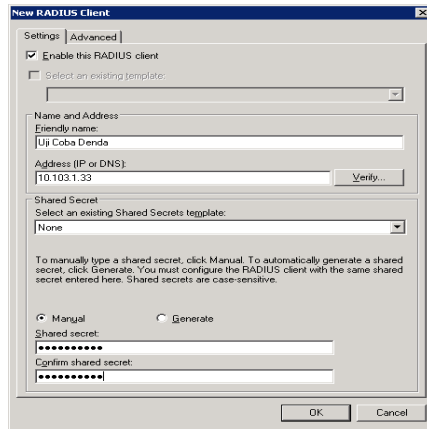 New RADIUS Client
Settings Advanced
Enable this RADIUS client
Select an existing template:
Name and Address
Friendly name:
Uji Coba Denda
Address (IP or DNS):
10.103.1.33 Verify...
Shared Secret
Select an existing Shared Secrets template:
None
To manually type a shared secret, click Manual. To automatically generate a shared
secret, click Generate. You must configure the RADIUS client with the same shared
secret entered here. Shared secrets are case-sensitive.
Manual Generate
Shared secret:
●●●●●●●●●●
Confirm shared secret:
●●●●●●●●●●
OK Cancel